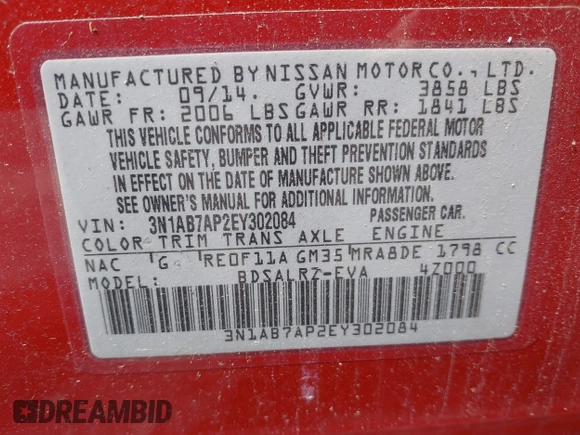 MANUFACTURED BY NISSAN MOTOR CO., LTD.
DATE: 09/14. GVWR: 3858 LBS
GAWR FR: 2006 LBS GAWR RR: 1841 LBS
THIS VEHICLE CONFORMS TO ALL APPLICABLE FEDERAL MOTOR
VEHICLE SAFETY, BUMPER AND THEFT PREVENTION STANDARDS
IN EFFECT ON THE DATE OF MANUFACTURE SHOWN ABOVE.
SEE OWNER'S MANUAL FOR ADDITIONAL INFORMATION.
VIN: 3N1AB7AP2EY302084 PASSENGER CAR.
COLOR TRIM TRANS AXLE ENGINE
NAC G RE0F11A GM35 MRA8DE 1798 CC
MODEL: BDSALRZ-EVA 4Z000
3N1AB7AP2EY302084
DREAMBID